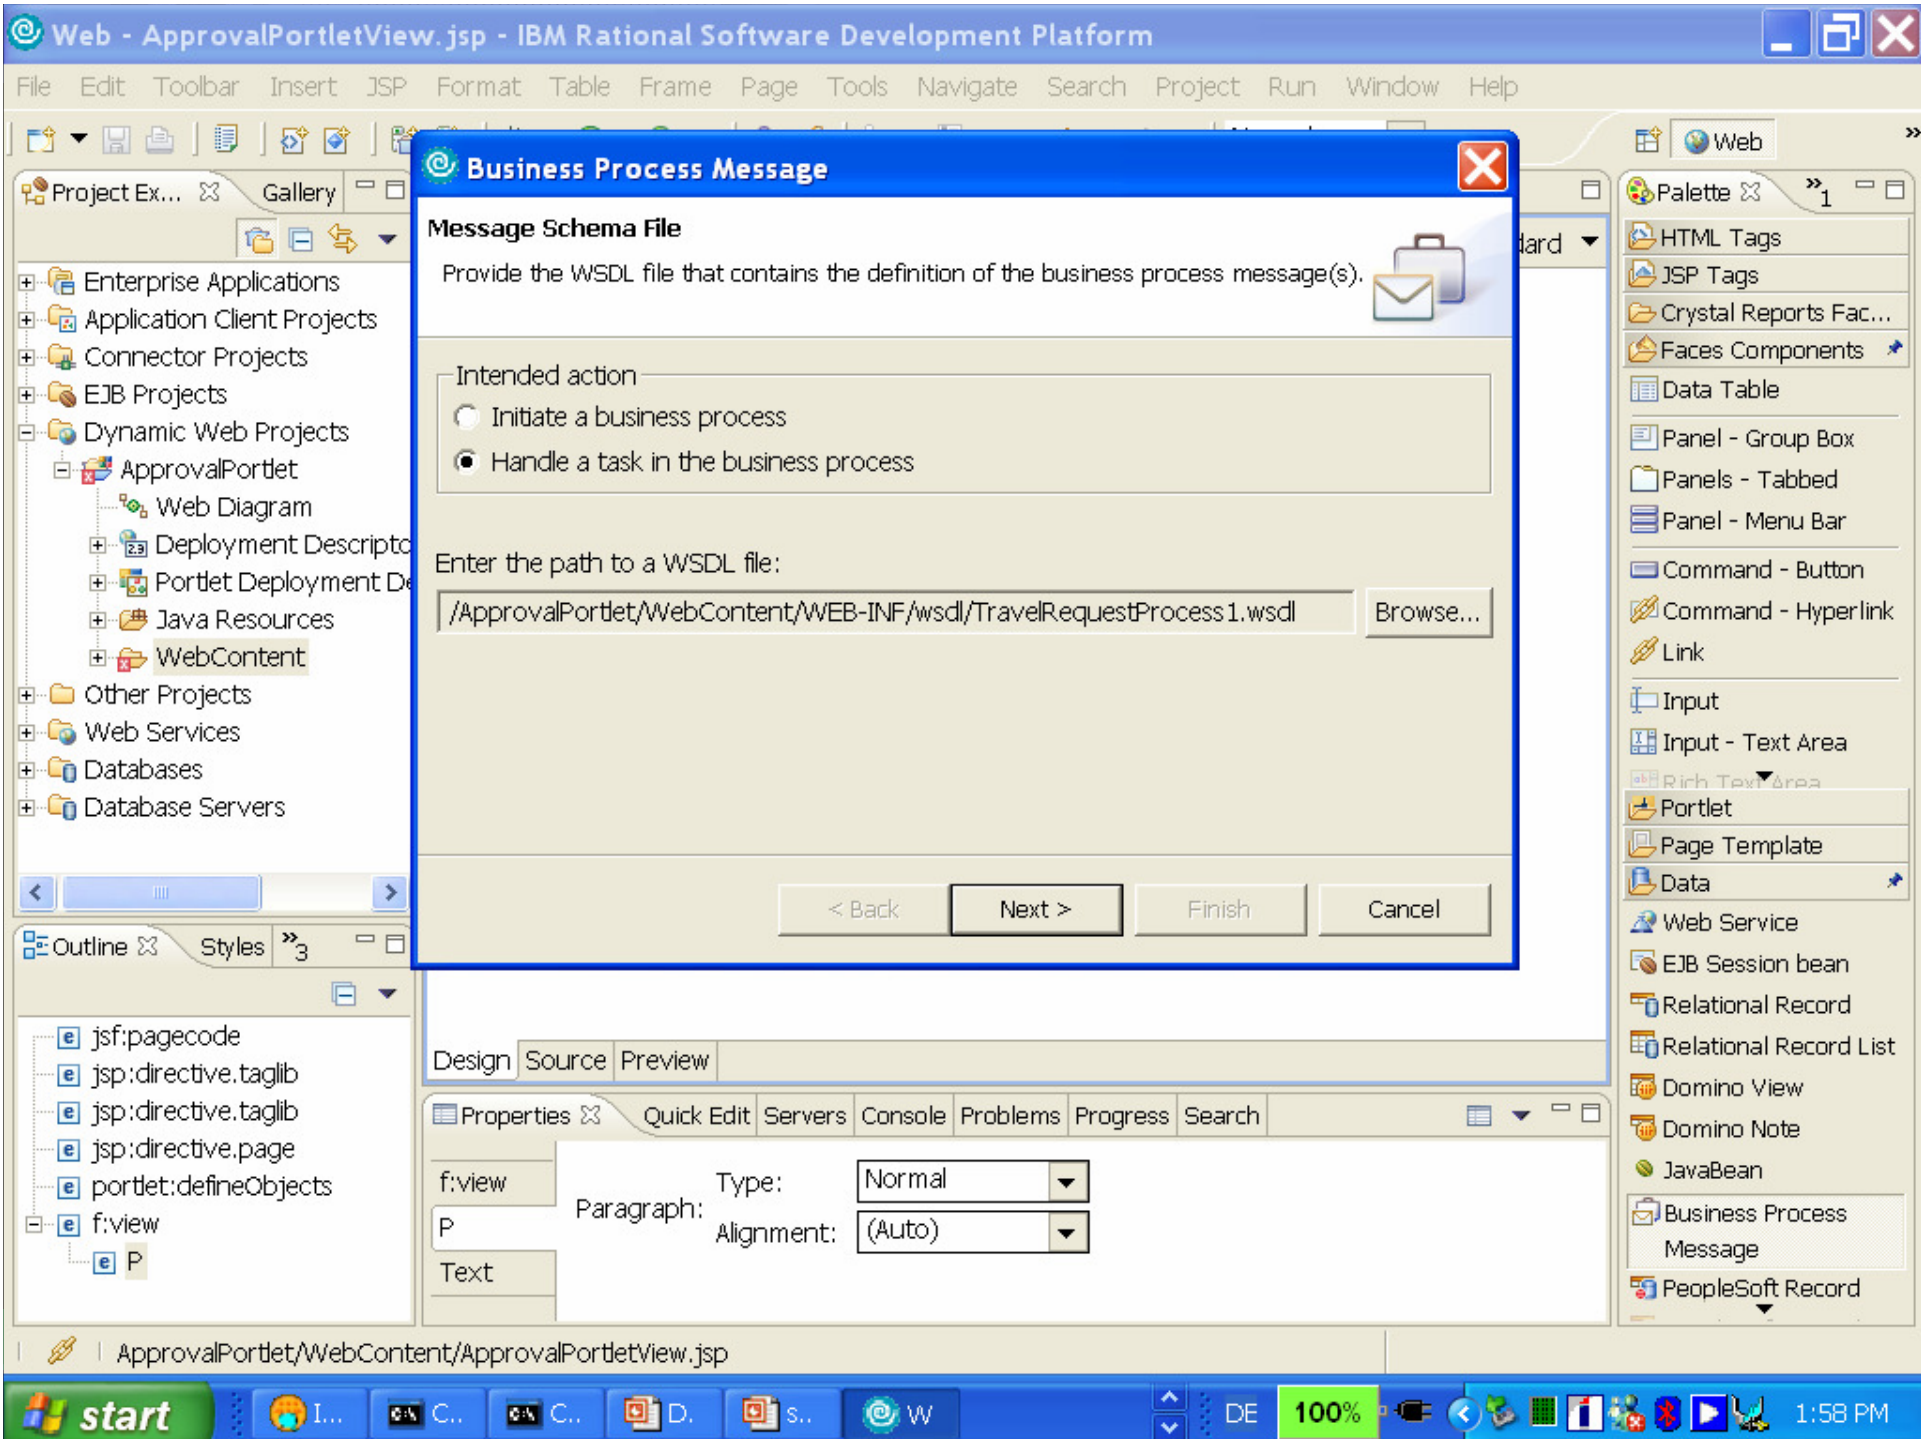 Web - ApprovalPortletView.jsp - IBM Rational Software Development Platform
File Edit Toolbar Insert JSP Format Table Frame Page Tools Navigate Search Project Run Window Help
Web
Project Ex... Gallery
Enterprise Applications
Application Client Projects
Connector Projects
EJB Projects
Dynamic Web Projects
ApprovalPortlet
Web Diagram
Deployment Descripto
Portlet Deployment De
Java Resources
WebContent
Other Projects
Web Services
Databases
Database Servers
Outline Styles 3
jsf:pagecode
jsp:directive.taglib
jsp:directive.taglib
jsp:directive.page
portlet:defineObjects
f:view
P
Business Process Message
Message Schema File
Provide the WSDL file that contains the definition of the business process message(s).
Intended action
Initiate a business process
Handle a task in the business process
Enter the path to a WSDL file:
/ApprovalPortlet/WebContent/WEB-INF/wsdl/TravelRequestProcess1.wsdl Browse...
< Back Next > Finish Cancel
dard
Design Source Preview
Properties Quick Edit Servers Console Problems Progress Search
f:view
P
Text
Paragraph:
Type: Normal
Alignment: (Auto)
Palette 1
HTML Tags
JSP Tags
Crystal Reports Fac...
Faces Components
Data Table
Panel - Group Box
Panels - Tabbed
Panel - Menu Bar
Command - Button
Command - Hyperlink
Link
Input
Input - Text Area
Rich Text Area
Portlet
Page Template
Data
Web Service
EJB Session bean
Relational Record
Relational Record List
Domino View
Domino Note
JavaBean
Business Process
Message
PeopleSoft Record
ApprovalPortlet/WebContent/ApprovalPortletView.jsp
start I... C.. C.. D. s.. W DE 100% 1:58 PM